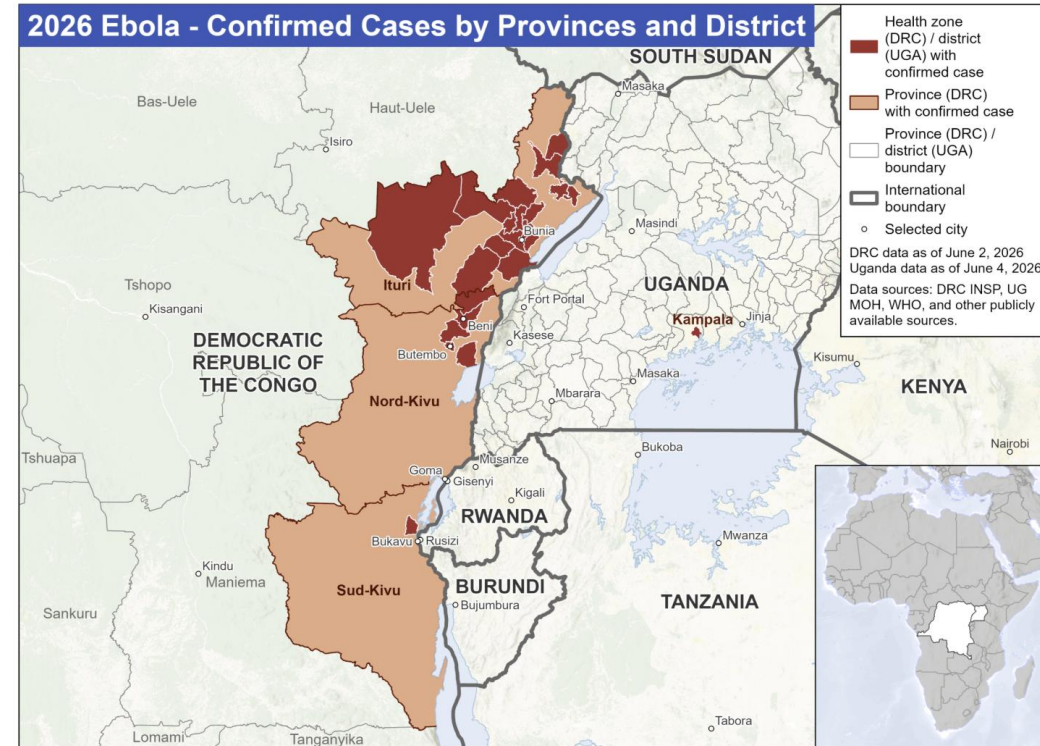 2026 Ebola - Confirmed Cases by Provinces and District
SOUTH SUDAN
Masaka
Bas-Uele
Haut-Uele
Isiro
Bunia
Masindi
Ituri
Tshopo
Kisangani
UGANDA
Fort Portal
Kampala
Jinja
Beni
Kasese
Butembo
DEMOCRATIC
REPUBLIC OF
THE CONGO
Kisumu
Masaka
KENYA
Nord-Kivu
Mbarara
Nairobi
Tshuapa
Bukoba
Goma
Musanze
Gisenyi
Kigali
RWANDA
Bukavu
Rusizi
Mwanza
Kindu
Maniema
Sud-Kivu
BURUNDI
Bujumbura
TANZANIA
Sankuru
Tabora
Lomami
Tanganyika
Health zone
(DRC) / district
(UGA) with
confirmed case
Province (DRC)
with confirmed case
Province (DRC) /
district (UGA)
boundary
International
boundary
Selected city
DRC data as of June 2, 2026
Uganda data as of June 4, 2026
Data sources: DRC INSP, UG
MOH, WHO, and other publicly
available sources.